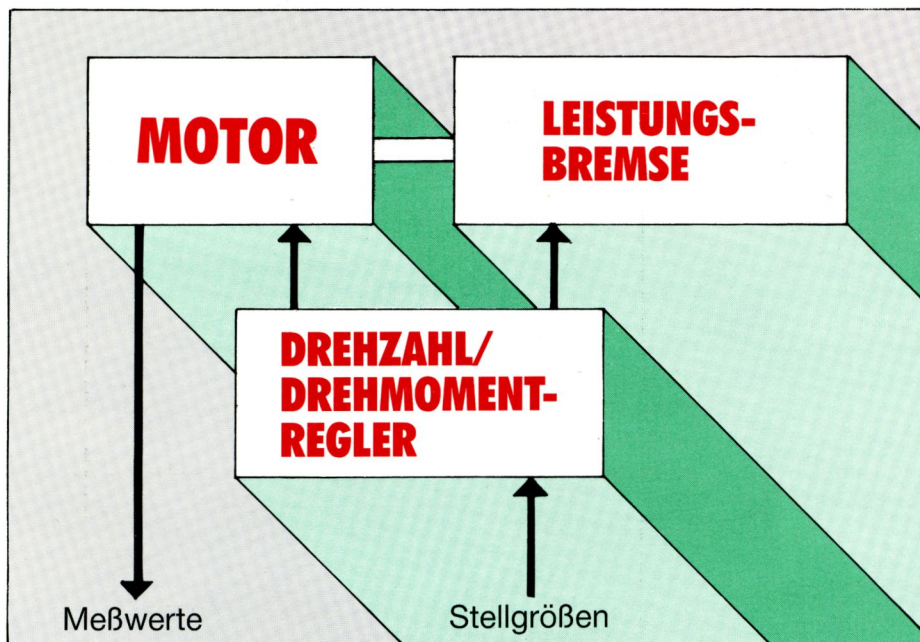 MOTOR
LEISTUNGS-
BREMSE
DREHZAHL/
DREHMOMENT-
REGLER
Meßwerte
Stellgrößen